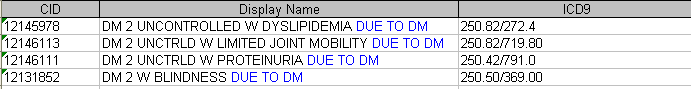 CID Display Name ICD9
12145978 DM 2 UNCONTROLLED W DYSLIPIDEMIA DUE TO DM 250.82/272.4
12146113 DM 2 UNCTRLD W LIMITED JOINT MOBILITY DUE TO DM 250.82/719.80
12146111 DM 2 UNCTRLD W PROTEINURIA DUE TO DM 250.42/791.0
12131852 DM 2 W BLINDNESS DUE TO DM 250.50/369.00